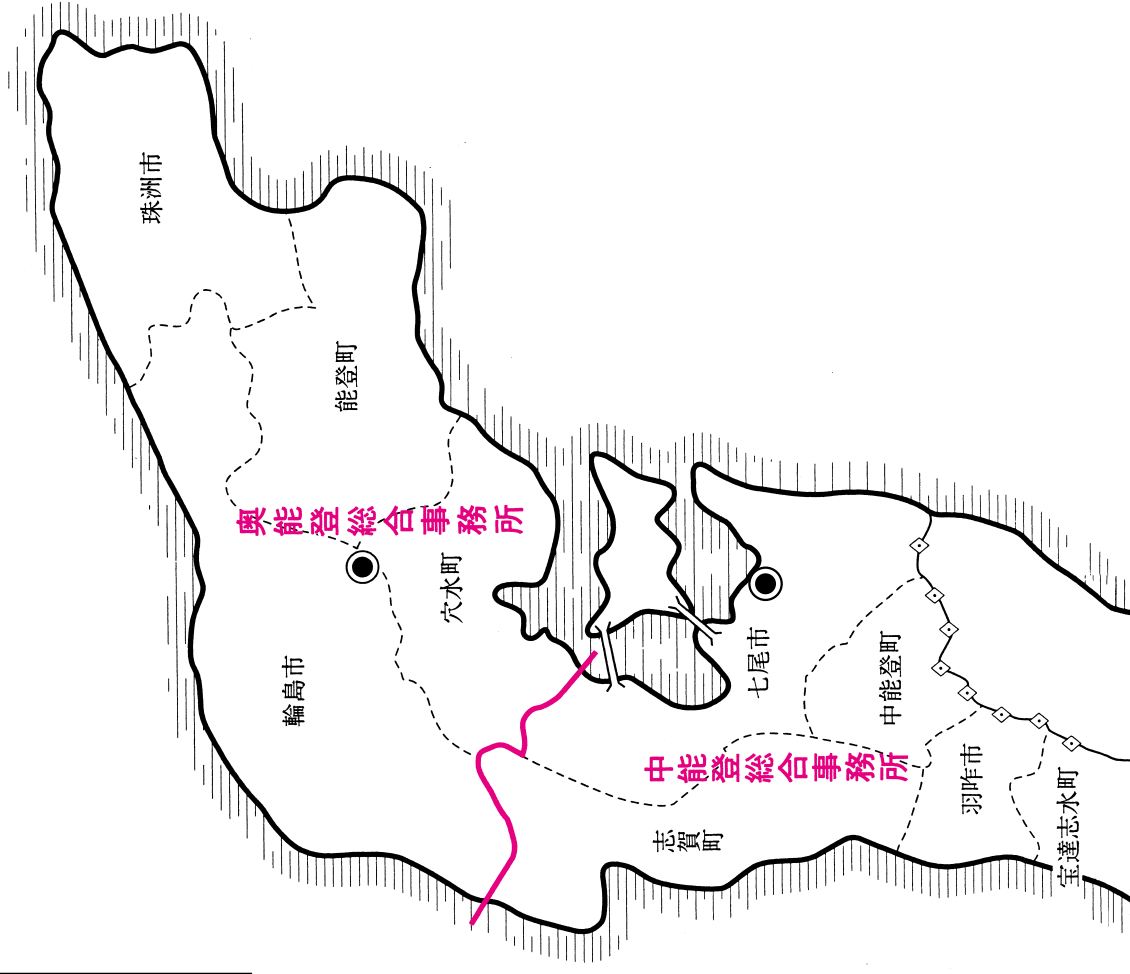 珠洲市
能登町
奥能登総合事務所
穴水町
輪島市
七尾市
中能登町
中能登総合事務所
羽咋市
志賀町
宝達志水町